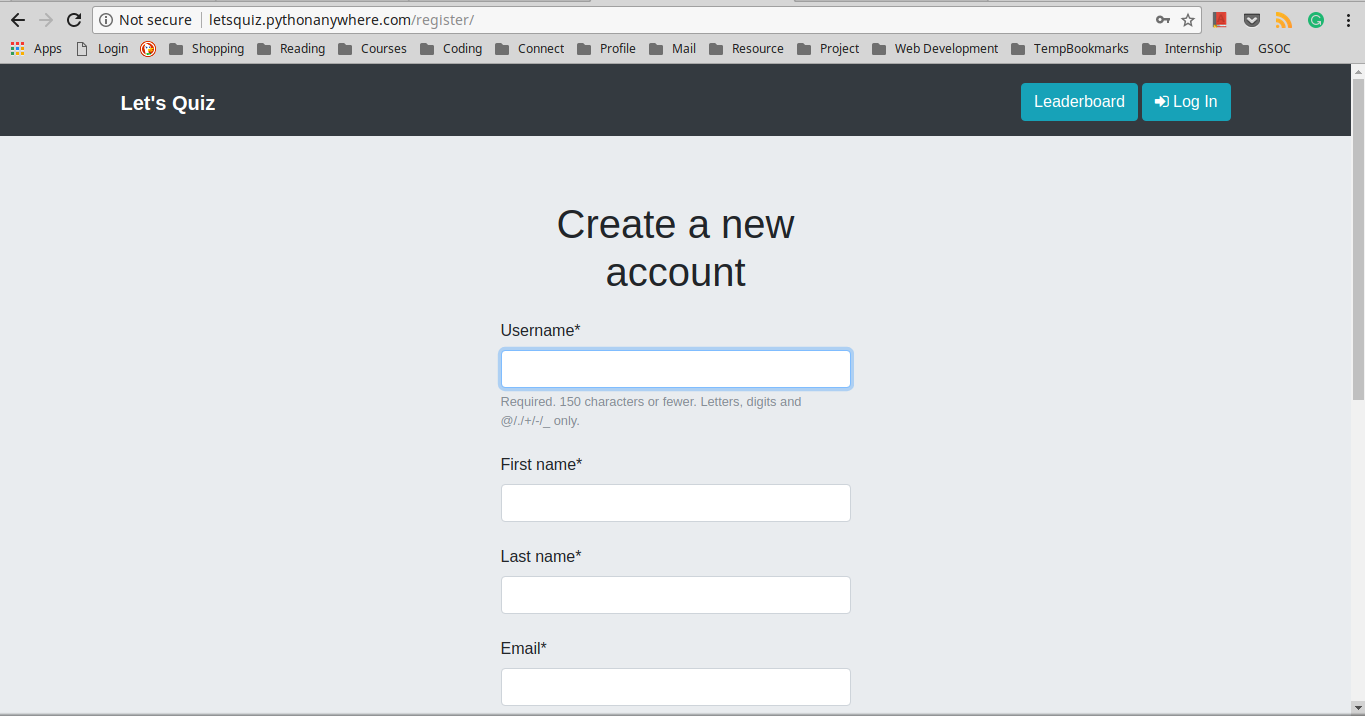 Not secure letsquiz.pythonanywhere.com/register/
Apps Login Shopping Reading Courses Coding Connect Profile Mail Resource Project Web Development TempBookmarks Internship GSOC
Let's Quiz Leaderboard Log In
Create a new
account
Username*
Required. 150 characters or fewer. Letters, digits and
@/./+/-/_ only.
First name*
Last name*
Email*